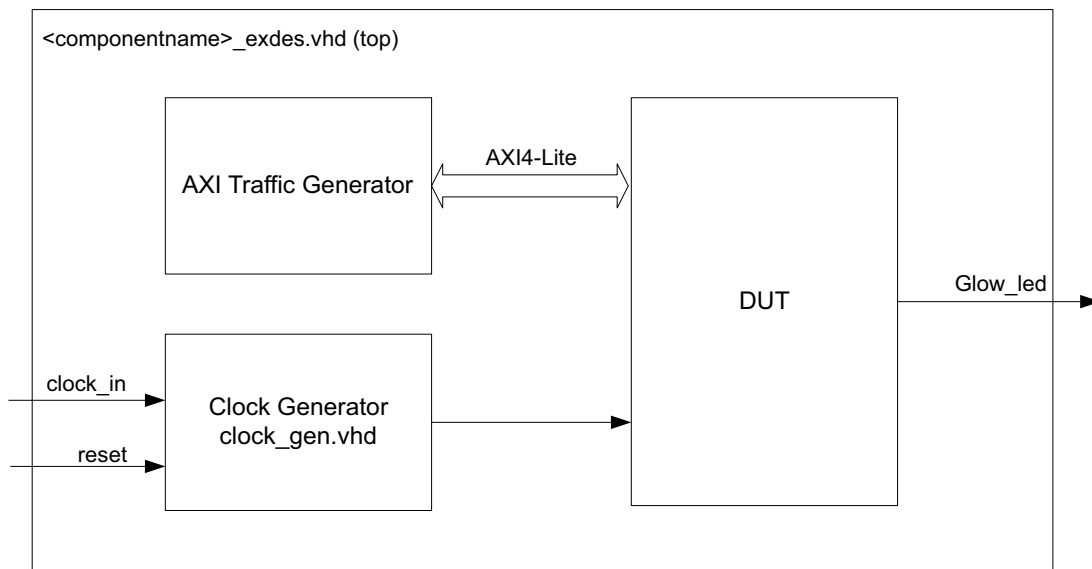 <componentname>_exdes.vhd (top)
AXI Traffic Generator
AXI4-Lite
DUT
Glow_led
clock_in
reset
Clock Generator
clock_gen.vhd